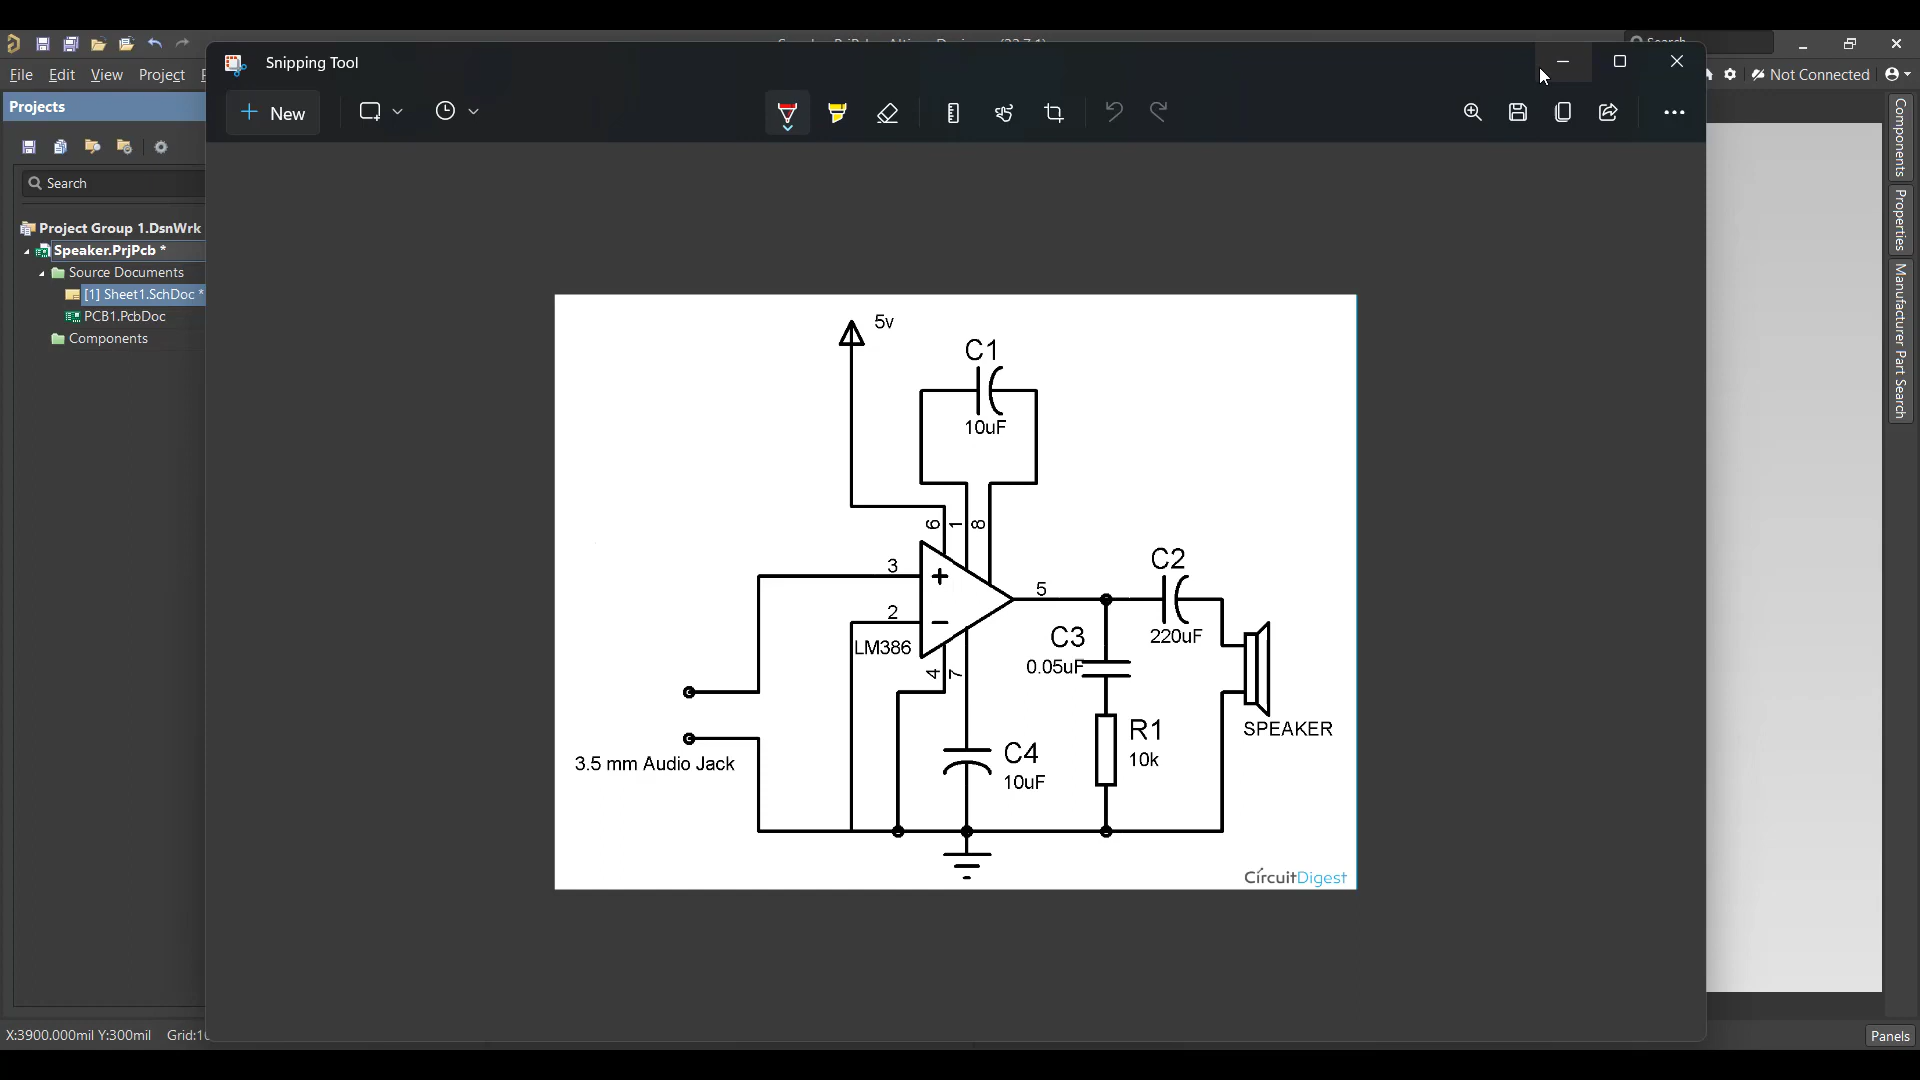 Search
File Edit View Project
Not Connected
Snipping Tool
New
Projects
Search
Project Group 1.DsnWrk
Speaker.PrjPcb *
Source Documents
[1] Sheet1.SchDoc *
PCB1.PcbDoc
Components
Components
Properties
Manufacturer Part Search
5v
C1
10uF
6
1
8
3
2
LM386
4
7
5
C2
220uF
C3
0.05uF
R1
10k
SPEAKER
3.5 mm Audio Jack
C4
10uF
CircuitDigest
X:3900.000mil Y:300mil Grid:10
Panels